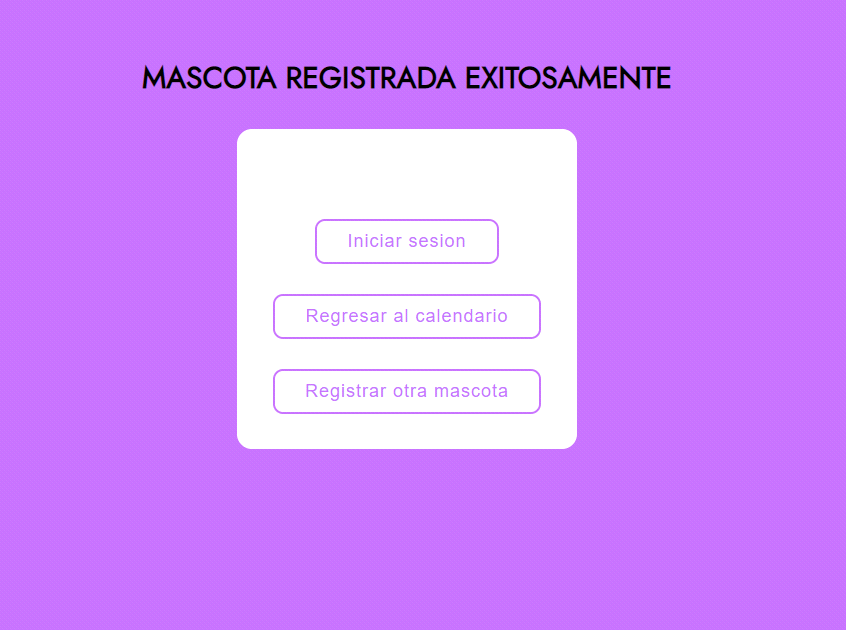 MASCOTA REGISTRADA EXITOSAMENTE
Iniciar sesion
Regresar al calendario
Registrar otra mascota